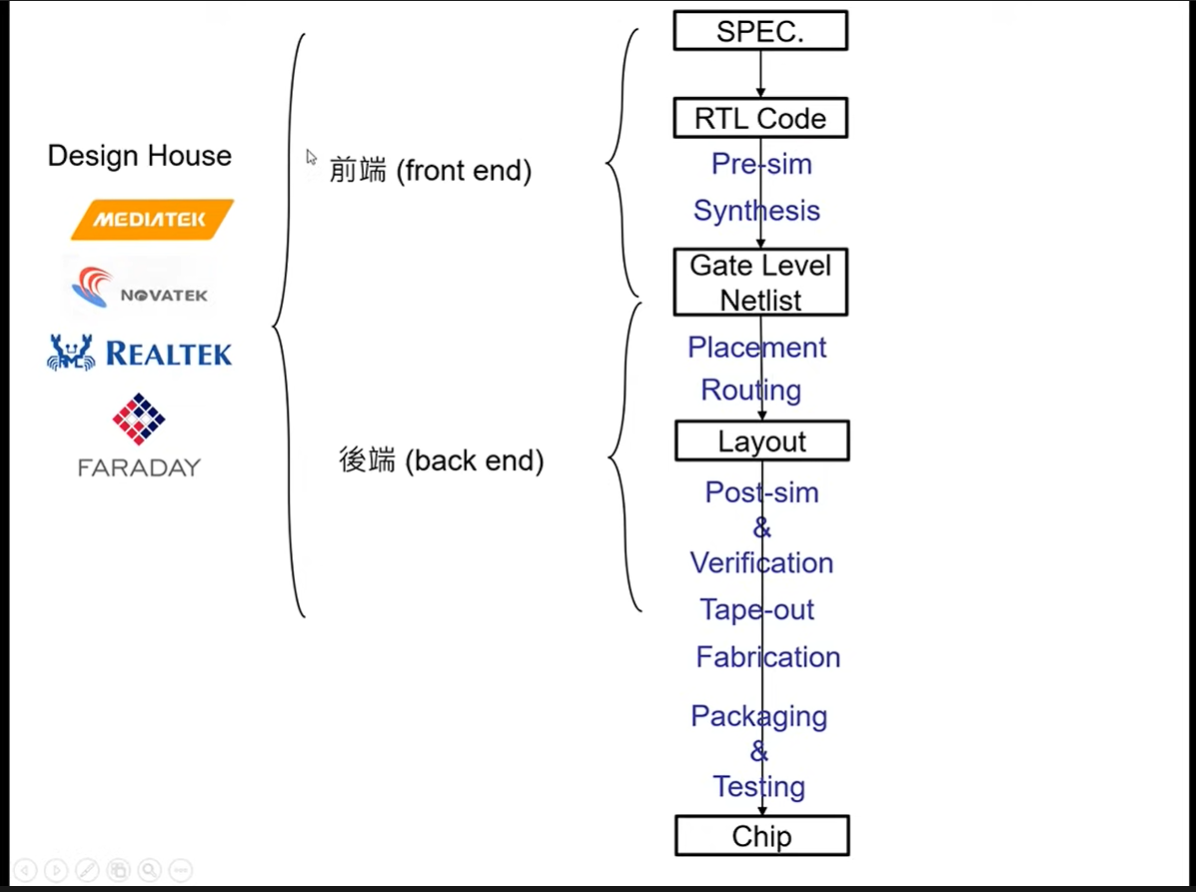 Design House
MEDIATEK
NOVATEK
REALTEK
FARADAY
前端 (front end)
後端 (back end)
SPEC.
RTL Code
Pre-sim
Synthesis
Gate Level
Netlist
Placement
Routing
Layout
Post-sim
&
Verification
Tape-out
Fabrication
Packaging
&
Testing
Chip